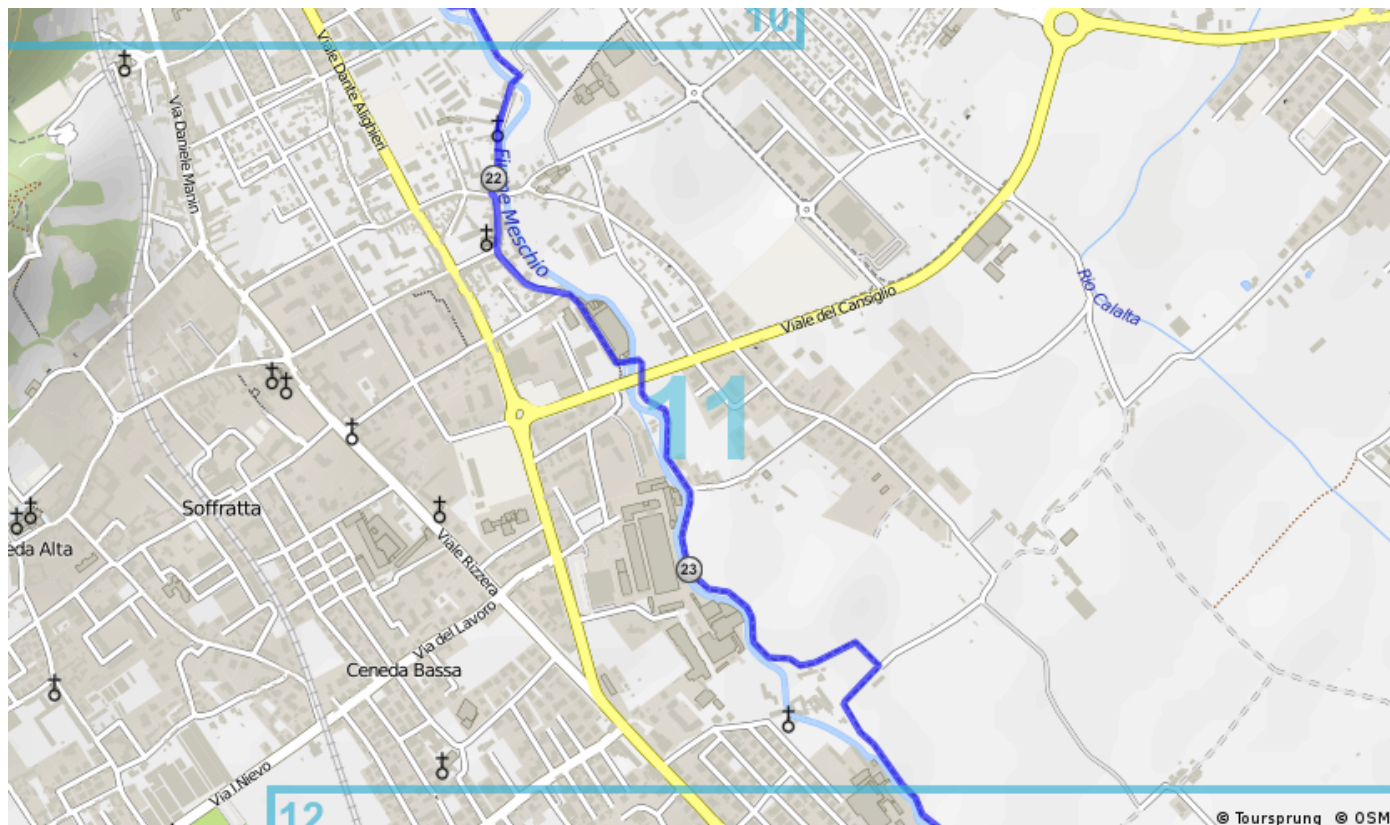 10
Viale Dante Alighieri
Via Daniele Manin
22
Fiume Meschio
Rio Calalta
Viale del Cansiglio
11
Soffratta
eda Alta
Viale Rizzera
23
Via del Lavoro
Ceneda Bassa
Via I.Nievo
12
© Toursprung © OSM